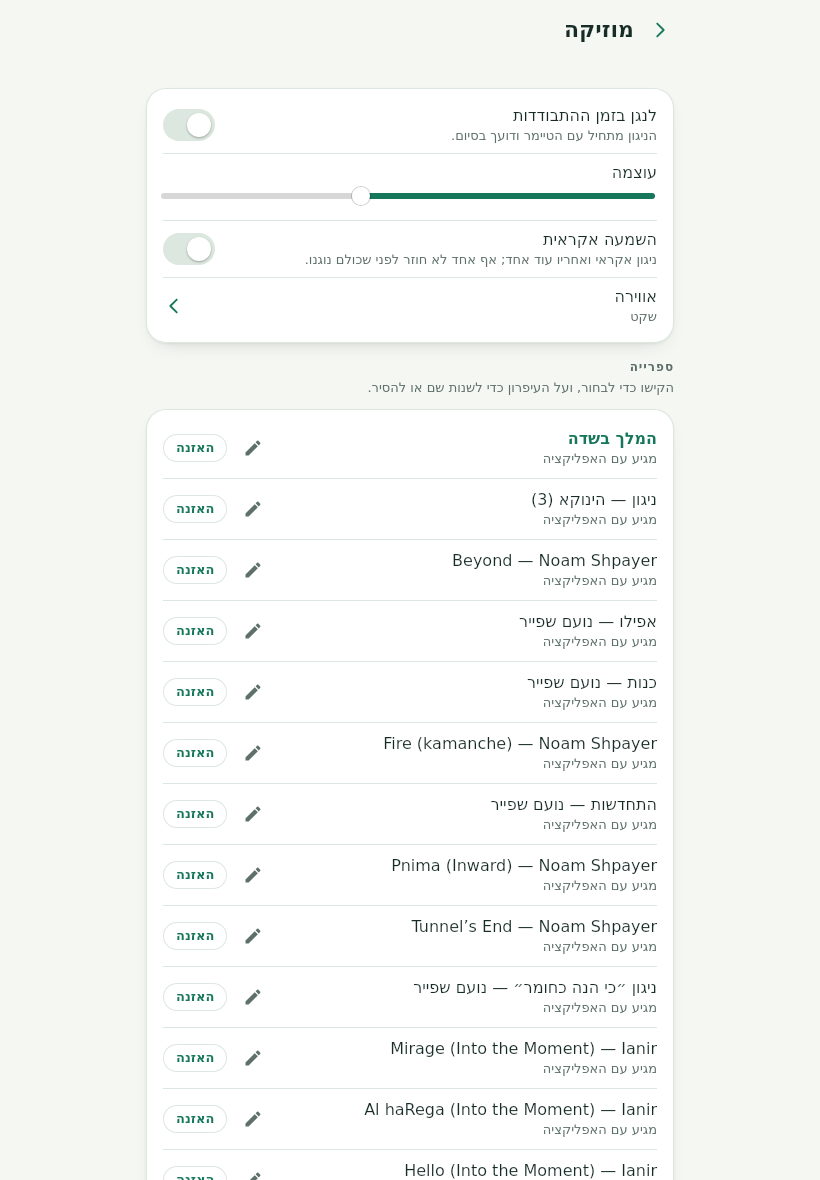 מוזיקה
לנגן בזמן ההתבודדות
הניגון מתחיל עם הטיימר ודועך בסיום.
עוצמה
השמעה אקראית
ניגון אקראי ואחריו עוד אחד; אף אחד לא חוזר לפני שכולם נוגנו.
אווירה
שקט
ספרייה
הקישו כדי לבחור, ועל העיפרון כדי לשנות שם או להסיר.
המלך בשדה
מגיע עם האפליקציה
האזנה
ניגון — הינוקא (3)
מגיע עם האפליקציה
האזנה
Beyond — Noam Shpayer
מגיע עם האפליקציה
האזנה
אפילו — נועם שפייר
מגיע עם האפליקציה
האזנה
כנות — נועם שפייר
מגיע עם האפליקציה
האזנה
Fire (kamanche) — Noam Shpayer
מגיע עם האפליקציה
האזנה
התחדשות — נועם שפייר
מגיע עם האפליקציה
האזנה
Pnima (Inward) — Noam Shpayer
מגיע עם האפליקציה
האזנה
Tunnel’s End — Noam Shpayer
מגיע עם האפליקציה
האזנה
ניגון ״כי הנה כחומר״ — נועם שפייר
מגיע עם האפליקציה
האזנה
Mirage (Into the Moment) — Ianir
מגיע עם האפליקציה
האזנה
Al haRega (Into the Moment) — Ianir
מגיע עם האפליקציה
האזנה
Hello (Into the Moment) — Ianir
האזנה